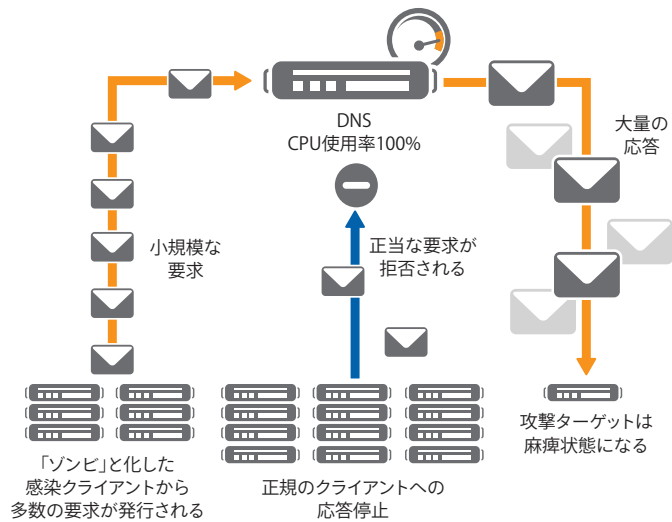 DNS
CPU使用率100%
大量の
応答
小規模な
要求
正当な要求が
拒否される
「ゾンビ」と化した
感染クライアントから
多数の要求が発行される
正規のクライアントへの
応答停止
攻撃ターゲットは
麻痺状態になる